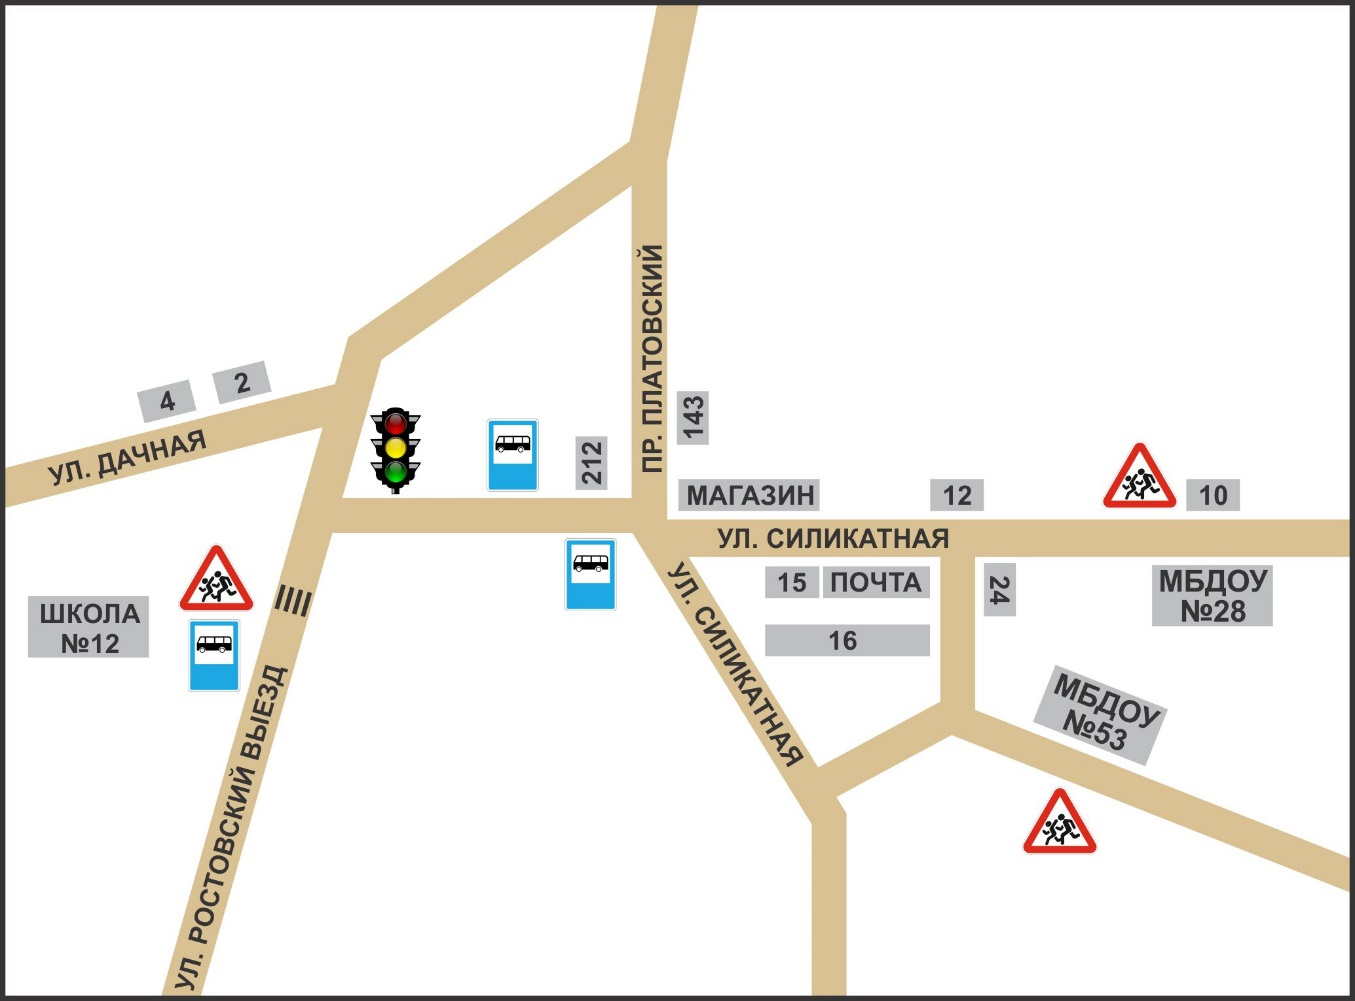 ПР. ПЛАТОВСКИЙ
2
4
УЛ. ДАЧНАЯ
143
212
МАГАЗИН
12
10
УЛ. СИЛИКАТНАЯ
15
ПОЧТА
24
МБДОУ
№28
ШКОЛА
№12
16
УЛ. СИЛИКАТНАЯ
МБДОУ
№53
УЛ. РОСТОВСКИЙ ВЫЕЗД